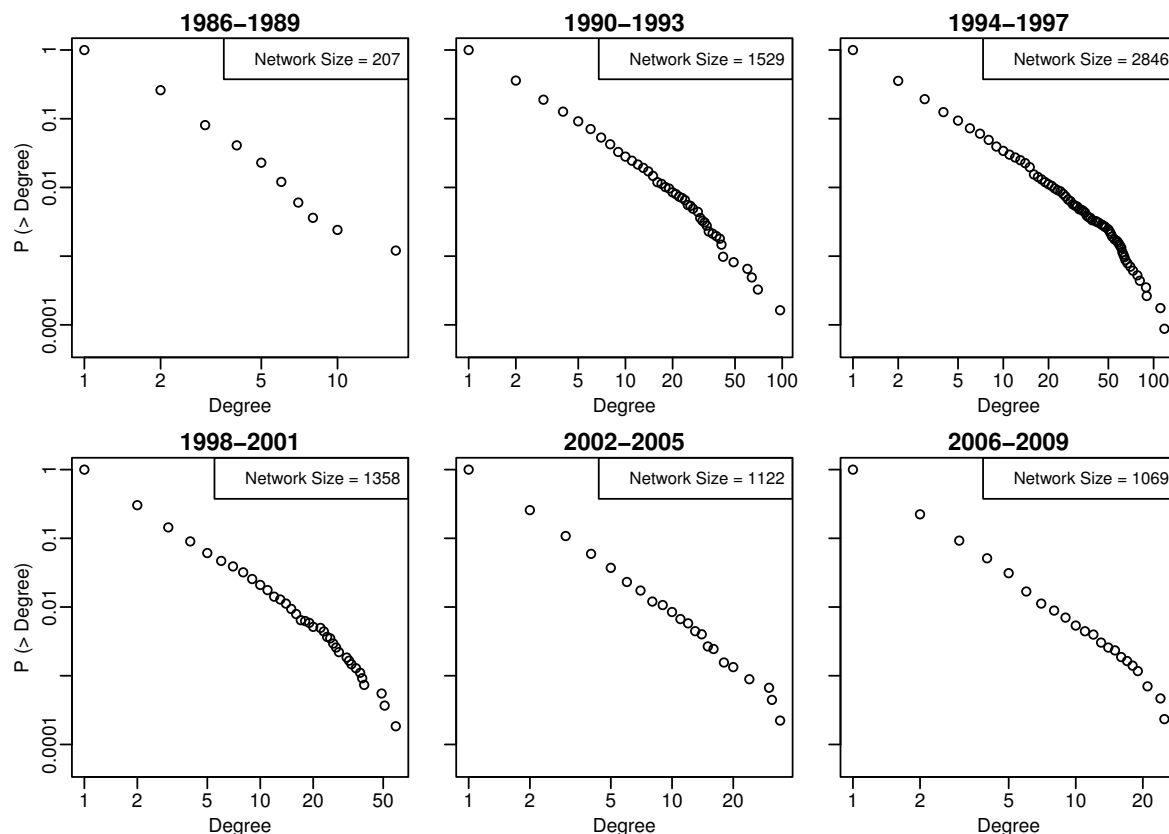 1986−1989
Network Size = 207
P (> Degree)
1
0.1
0.01
0.0001
1 2 5 10
Degree
1990−1993
Network Size = 1529
1 2 5 10 20 50 100
Degree
1994−1997
Network Size = 2846
1 2 5 10 20 50 100
Degree
1998−2001
Network Size = 1358
P (> Degree)
1
0.1
0.01
0.0001
1 2 5 10 20 50
Degree
2002−2005
Network Size = 1122
1 2 5 10 20
Degree
2006−2009
Network Size = 1069
1 2 5 10 20
Degree